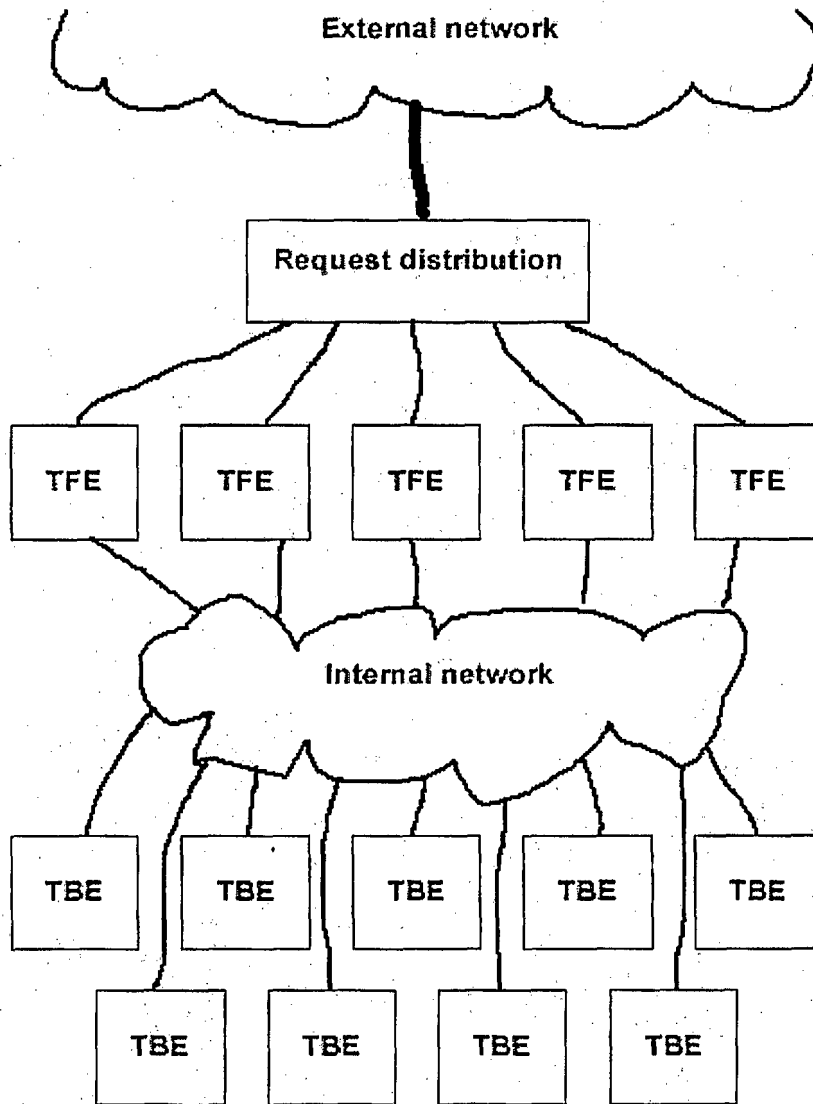 External network
Request distribution
TFE TFE TFE TFE TFE
Internal network
TBE TBE TBE TBE TBE
TBE TBE TBE TBE